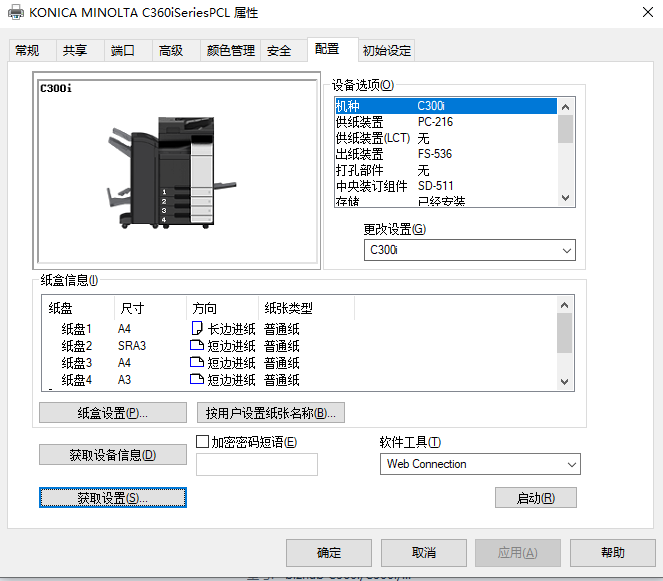 KONICA MINOLTA C360iSeriesPCL 属性
常规 共享 端口 高级 颜色管理 安全 配置 初始设定
C300i
1
2
3
4
设备选项(O)
机种 C300i
供纸装置 PC-216
供纸装置(LCT) 无
出纸装置 FS-536
打孔部件 无
中央装订组件 SD-511
存储 已经安装
更改设置(G)
C300i
纸盒信息(I)
纸盘 尺寸 方向 纸张类型
纸盘1 A4 长边进纸 普通纸
纸盘2 SRA3 短边进纸 普通纸
纸盘3 A4 短边进纸 普通纸
纸盘4 A3 短边进纸 普通纸
纸盒设置(P)... 按用户设置纸张名称(B)...
获取设备信息(D) 加密密码短语(E) 软件工具(T)
Web Connection
获取设置(S)... 启动(R)
确定 取消 应用(A) 帮助